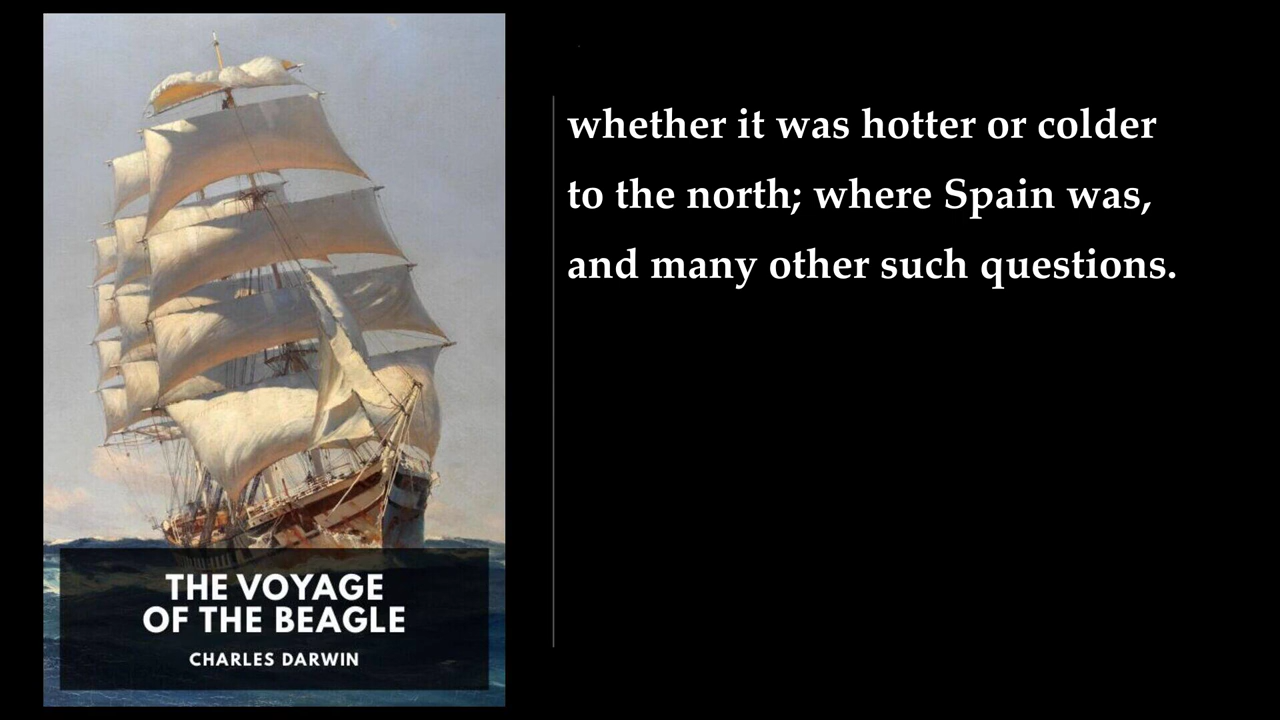 whether it was hotter or colder
to the north; where Spain was,
and many other such questions.
THE VOYAGE
OF THE BEAGLE
CHARLES DARWIN